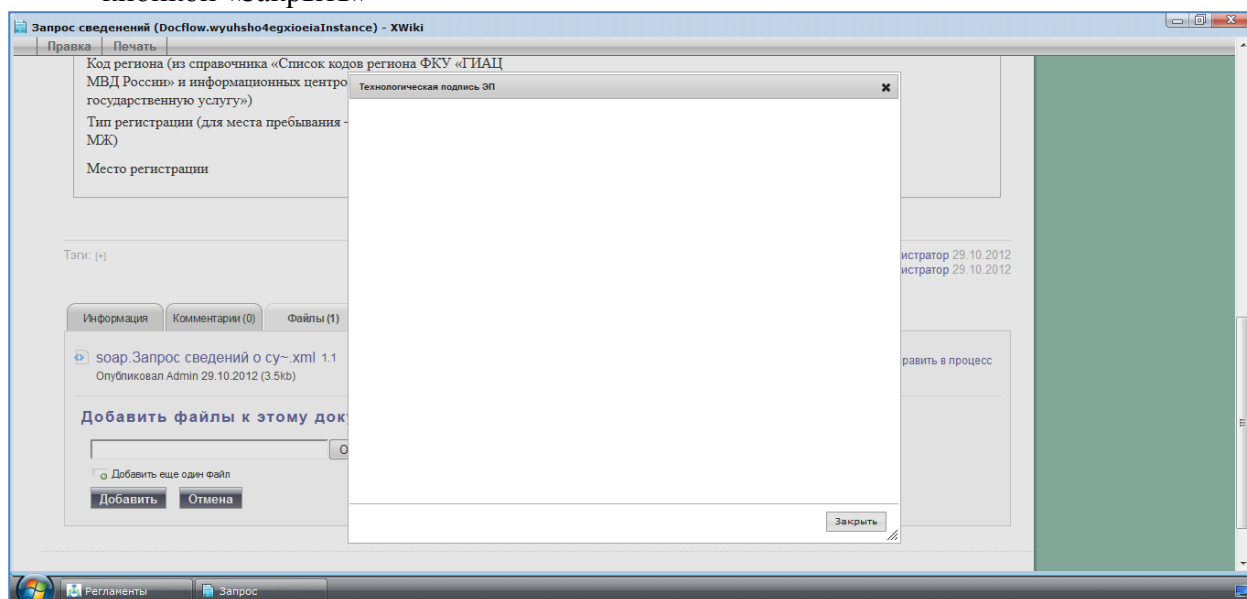 Запрос сведенений (Docflow.wyuhsho4egxioeiaInstance) - XWiki
Правка Печать
Код региона (из справочника «Список кодов региона ФКУ «ГИАЦ
МВД России» и информационных центро
государственную услугу»)
Тип регистрации (для места пребывания -
МЖ)
Место регистрации
Технологическая подпись ЭП
Тэги: [+]
истратор 29.10.2012
истратор 29.10.2012
Информация Комментарии (0) Файлы (1)
soap.Запрос сведений о су~.xml 1.1
Опубликовал Admin 29.10.2012 (3.5kb)
равить в процесс
Добавить файлы к этому док
О
Добавить еще один файл
Добавить Отмена
Закрыть
Регламенты Запрос